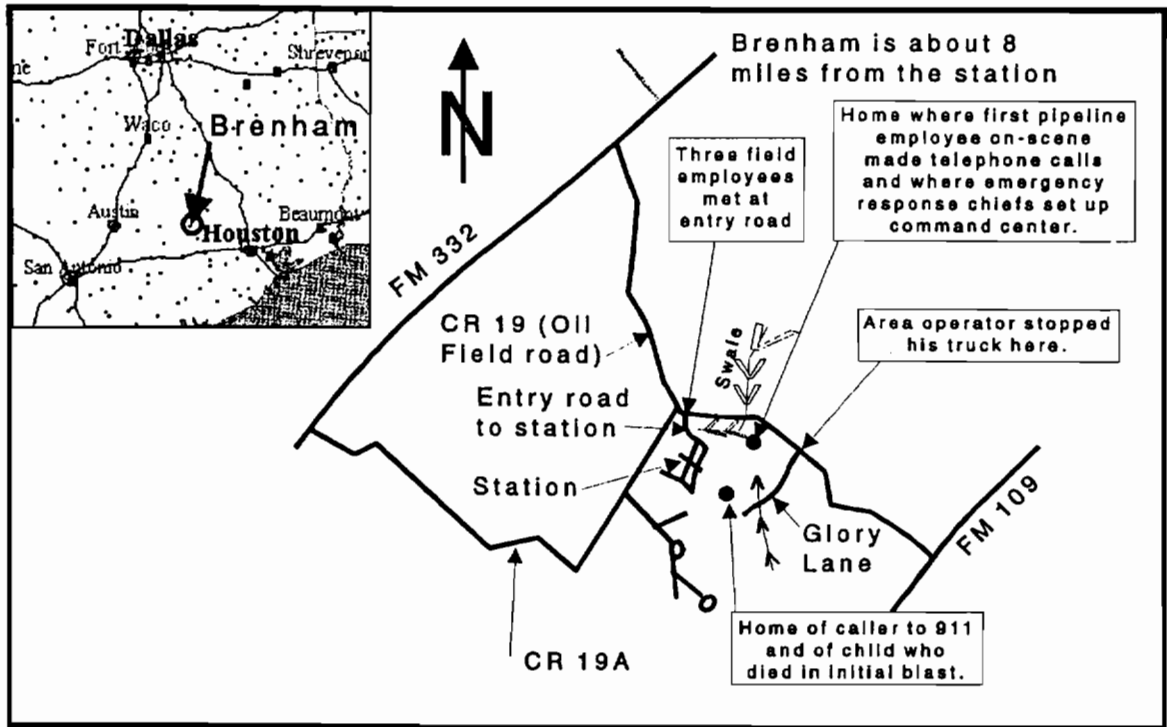 Fort
Dallas
Shrevepor
ne
Waco
Brenham
Austin
Beaumont
Houston
San Antonio
N
Brenham is about 8
miles from the station
Three field
employees
met at
entry road
Home where first pipeline
employee on-scene
made telephone calls
and where emergency
response chiefs set up
command center.
FM 332
CR 19 (Oil
Field road)
Swale
Area operator stopped
his truck here.
Entry road
to station
Station
FM 109
Glory
Lane
CR 19A
Home of caller to 911
and of child who
died in initial blast.